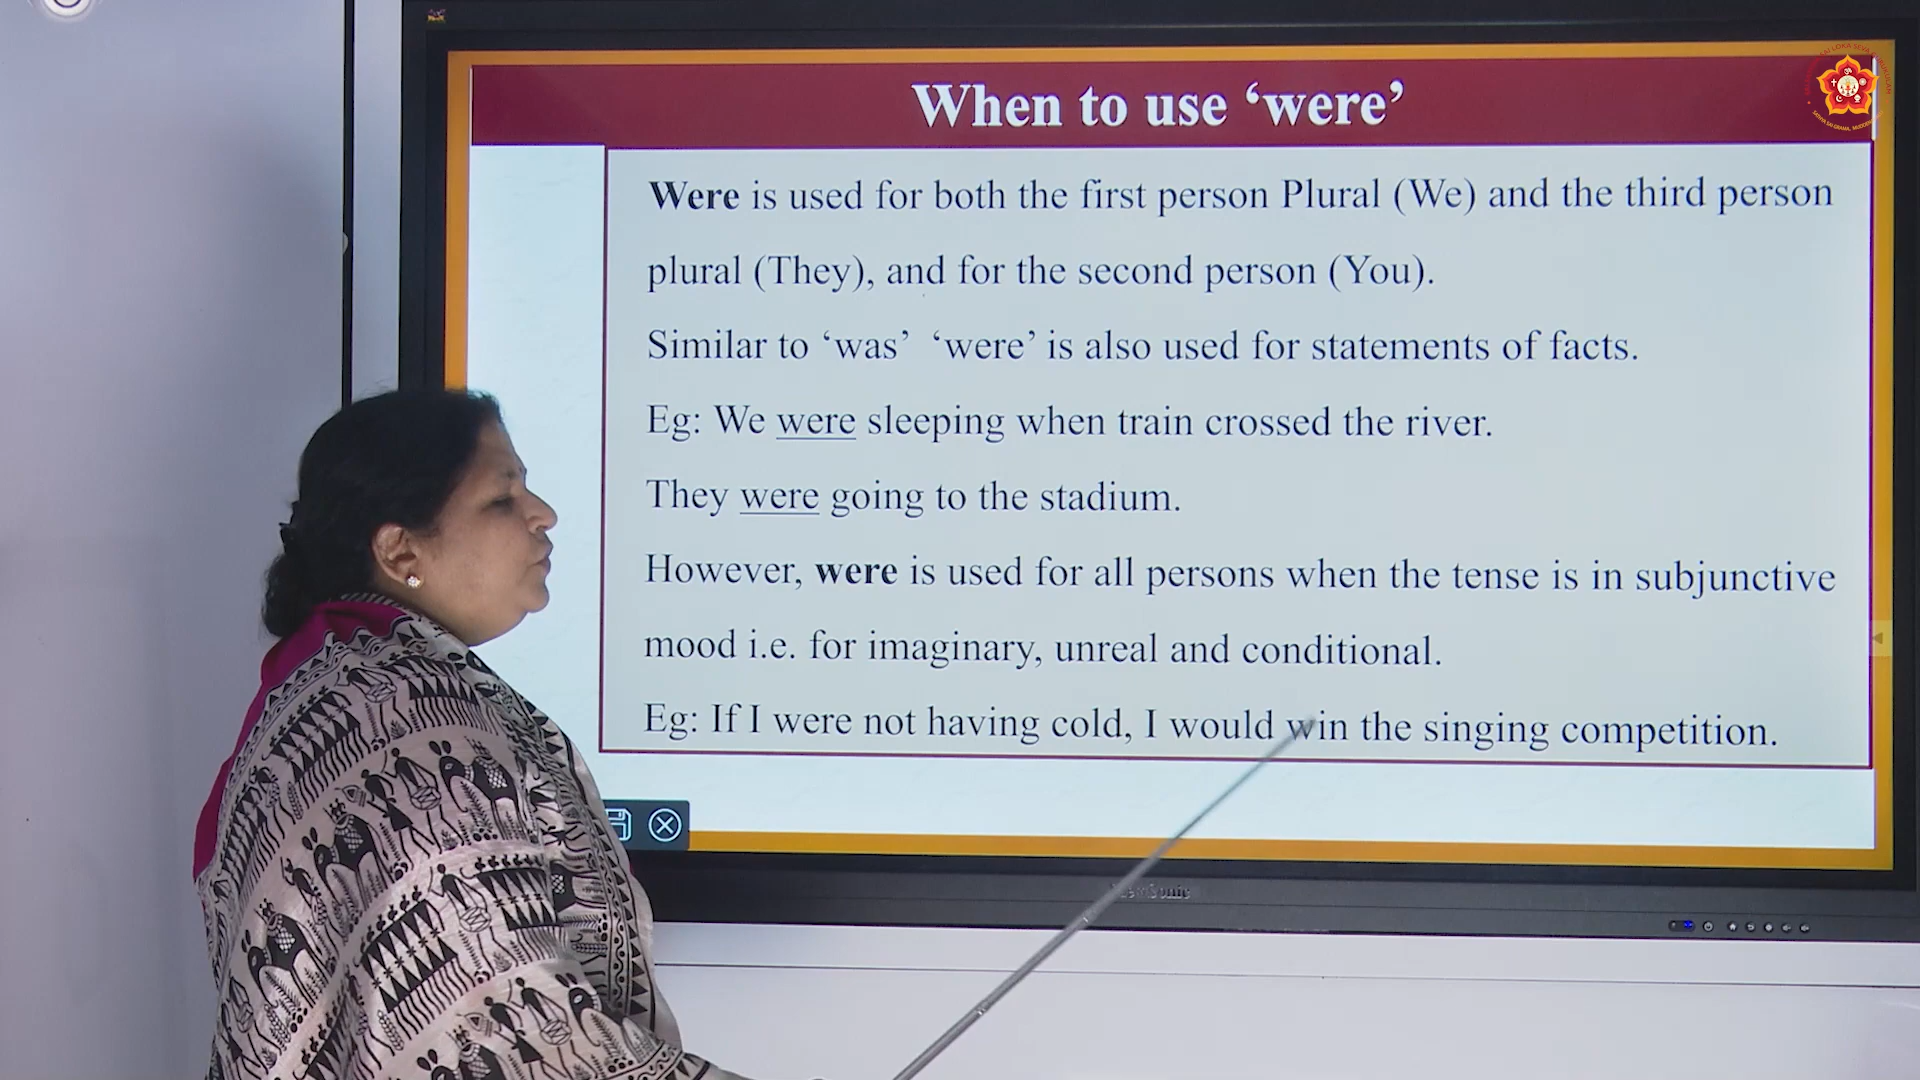 When to use ‘were’
Were is used for both the first person Plural (We) and the third person
plural (They), and for the second person (You).
Similar to ‘was’ ‘were’ is also used for statements of facts.
Eg: We were sleeping when train crossed the river.
They were going to the stadium.
However, were is used for all persons when the tense is in subjunctive
mood i.e. for imaginary, unreal and conditional.
Eg: If I were not having cold, I would win the singing competition.
ViewSonic